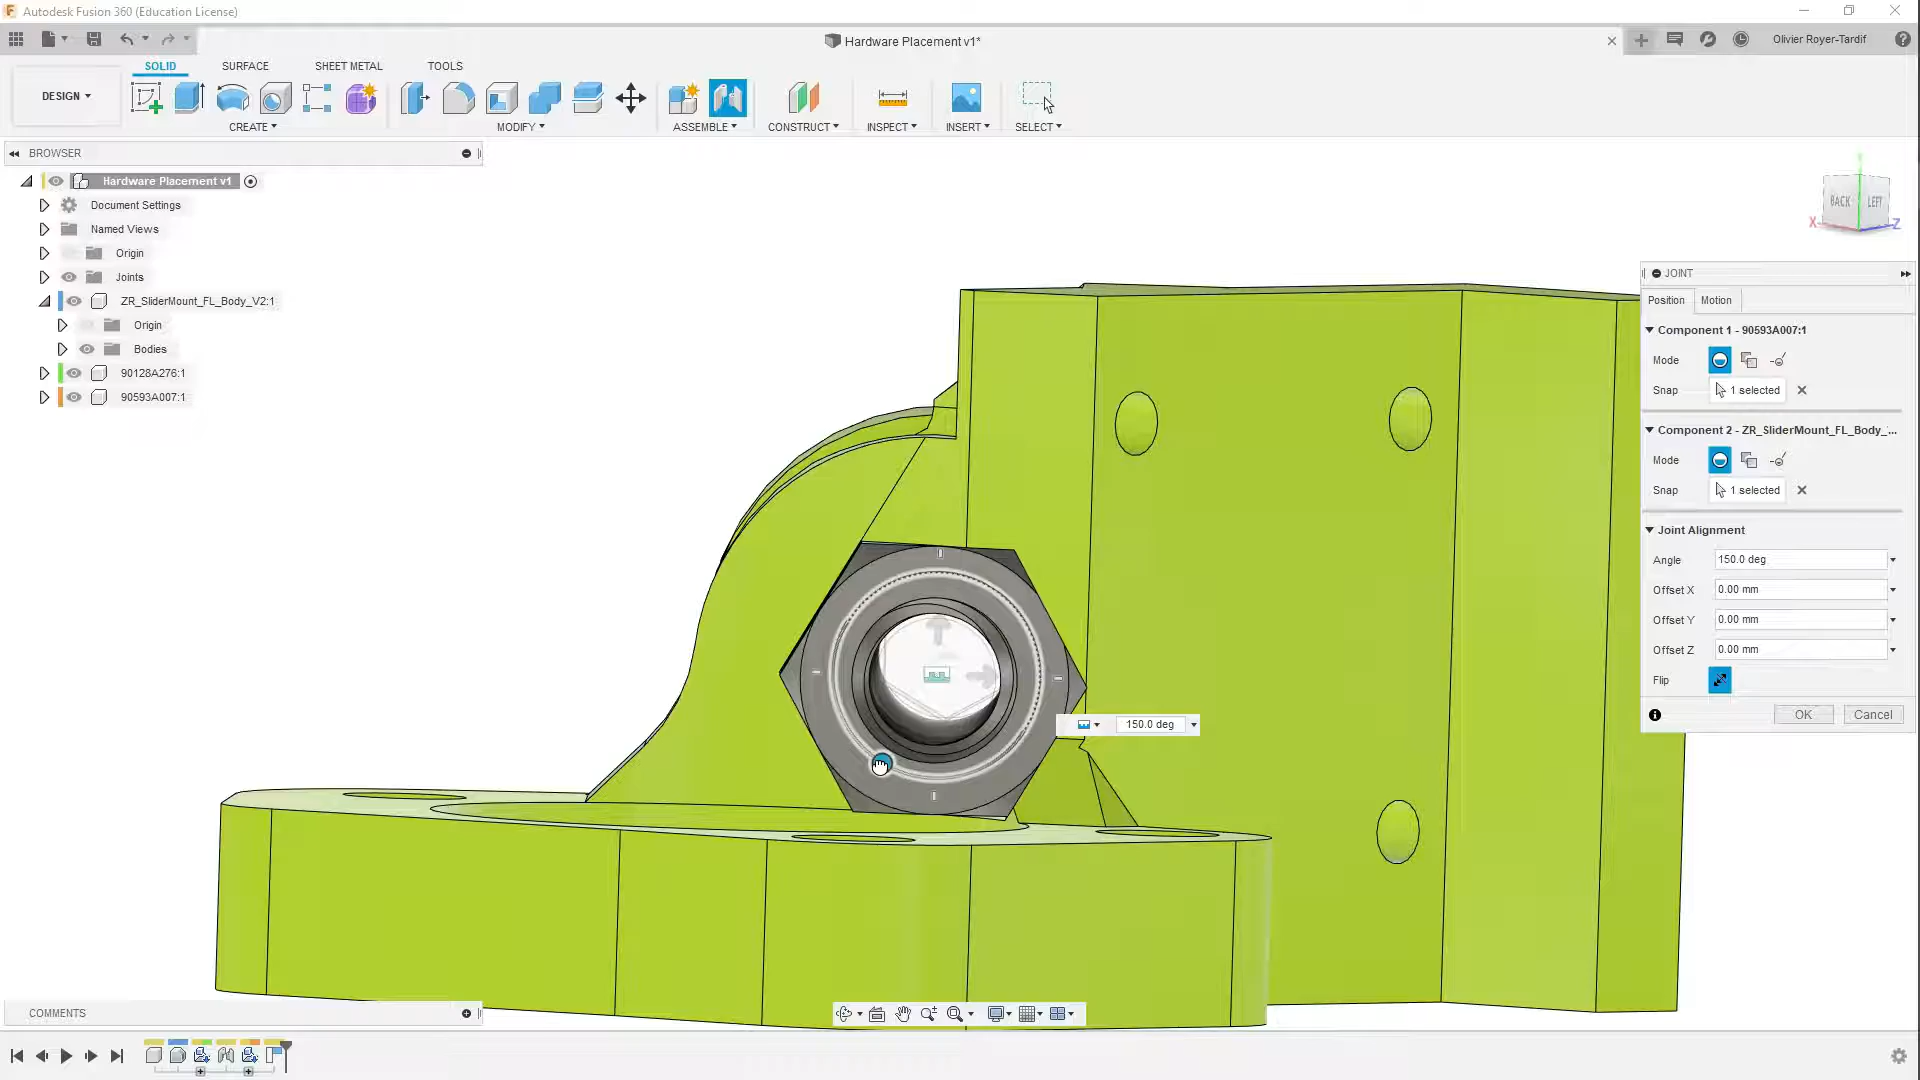 Autodesk Fusion 360 (Education License)
Hardware Placement v1*
Olivier Royer-Tardif
DESIGN
SOLID
SURFACE
SHEET METAL
TOOLS
CREATE
MODIFY
ASSEMBLE
CONSTRUCT
INSPECT
INSERT
SELECT
BROWSER
Hardware Placement v1
Document Settings
Named Views
Origin
Joints
ZR_SliderMount_FL_Body_V2:1
Origin
Bodies
90128A276:1
90593A007:1
BACK
LEFT
X
Z
JOINT
Position
Motion
Component 1 - 90593A007:1
Mode
Snap
1 selected
Component 2 - ZR_SliderMount_FL_Body_'...
Mode
Snap
1 selected
Joint Alignment
Angle
150.0 deg
Offset X
0.00 mm
Offset Y
0.00 mm
Offset Z
0.00 mm
Flip
OK
Cancel
150.0 deg
COMMENTS